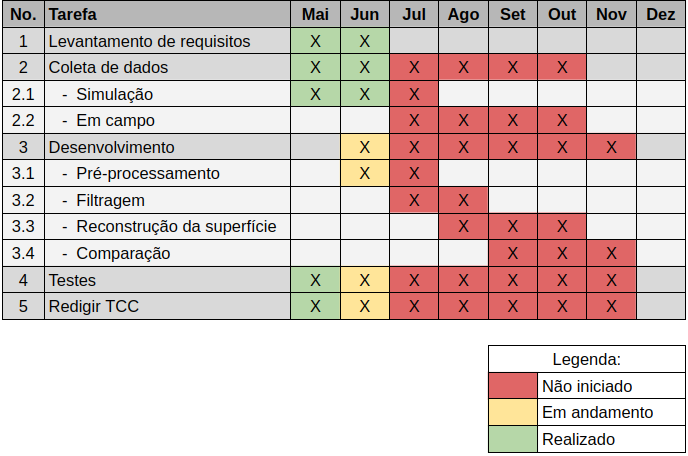 No. Tarefa Mai Jun Jul Ago Set Out Nov Dez
1 Levantamento de requisitos X X
2 Coleta de dados X X X X X X
2.1 - Simulação X X X
2.2 - Em campo X X X X
3 Desenvolvimento X X X X X X
3.1 - Pré-processamento X X
3.2 - Filtragem X X
3.3 - Reconstrução da superfície X X X
3.4 - Comparação X X X
4 Testes X X X X X X X
5 Redigir TCC X X X X X X X
Legenda:
Não iniciado
Em andamento
Realizado